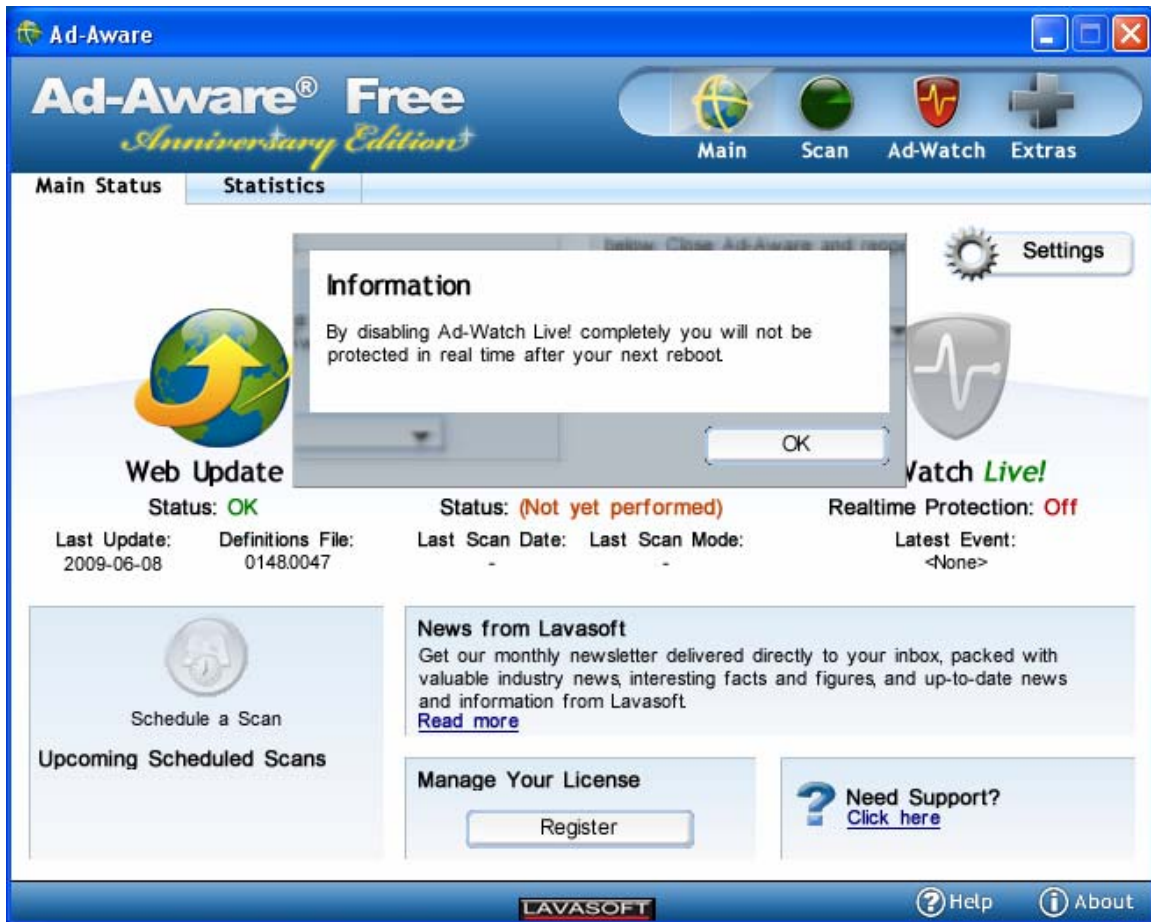 Ad-Aware
Ad-Aware® Free
Anniversary Edition
Main
Scan
Ad-Watch
Extras
Main Status
Statistics
below. Close Ad-Aware and
Settings
Information
By disabling Ad-Watch Live! completely you will not be
protected in real time after your next reboot.
OK
Web Update
Watch Live!
Status: OK
Status: (Not yet performed)
Realtime Protection: Off
Last Update:
Definitions File:
Last Scan Date:
Last Scan Mode:
Latest Event:
2009-06-08
0148.0047
-
-
<None>
Schedule a Scan
Upcoming Scheduled Scans
News from Lavasoft
Get our monthly newsletter delivered directly to your inbox, packed with
valuable industry news, interesting facts and figures, and up-to-date news
and information from Lavasoft.
Read more
Manage Your License
Register
Need Support?
Click here
LAVASOFT
Help
About